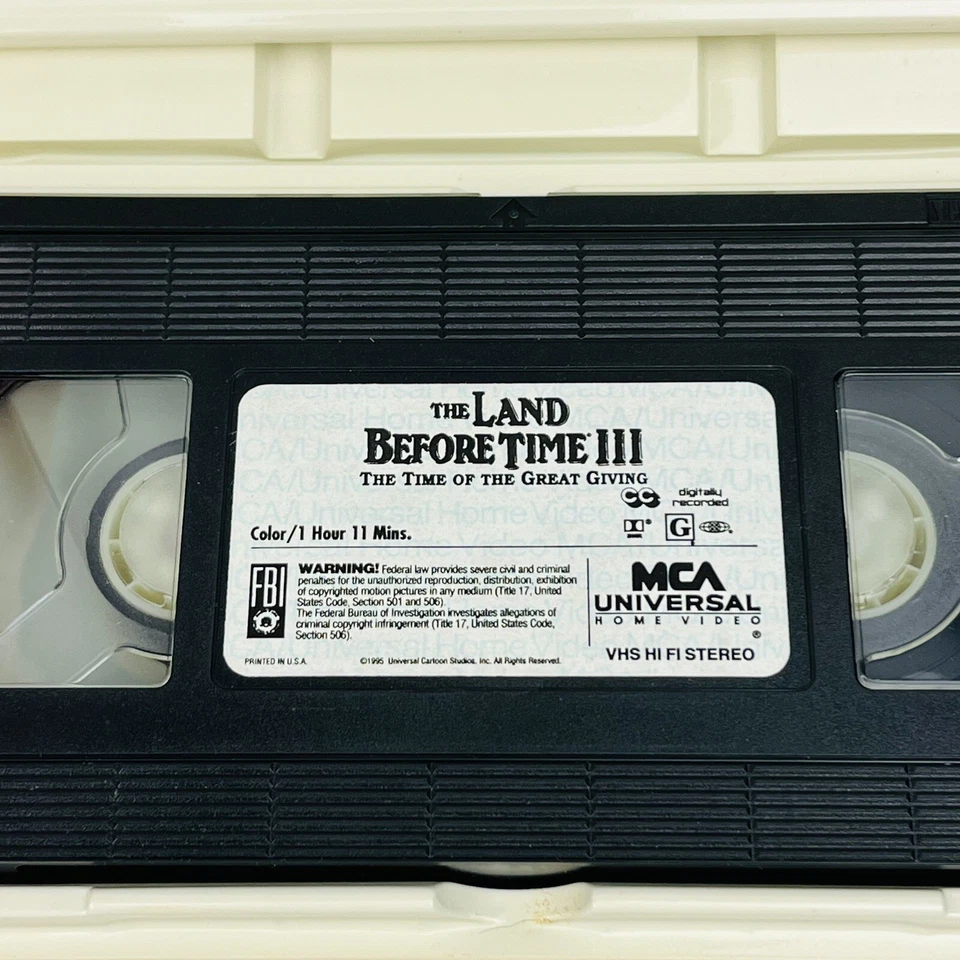 THE LAND
BEFORE TIME III
THE TIME OF THE GREAT GIVING
CC digitally
recorded
G
Color/1 Hour 11 Mins.
FBI
WARNING! Federal law provides severe civil and criminal
penalties for the unauthorized reproduction, distribution, exhibition
of copyrighted motion pictures in any medium (Title 17, United
States Code, Section 501 and 506).
The Federal Bureau of Investigation investigates allegations of
criminal copyright infringement (Title 17, United States Code,
Section 506).
MCA
UNIVERSAL
HOME VIDEO
®
VHS HI FI STEREO
PRINTED IN U.S.A.
©1995 Universal Cartoon Studios, Inc. All Rights Reserved.